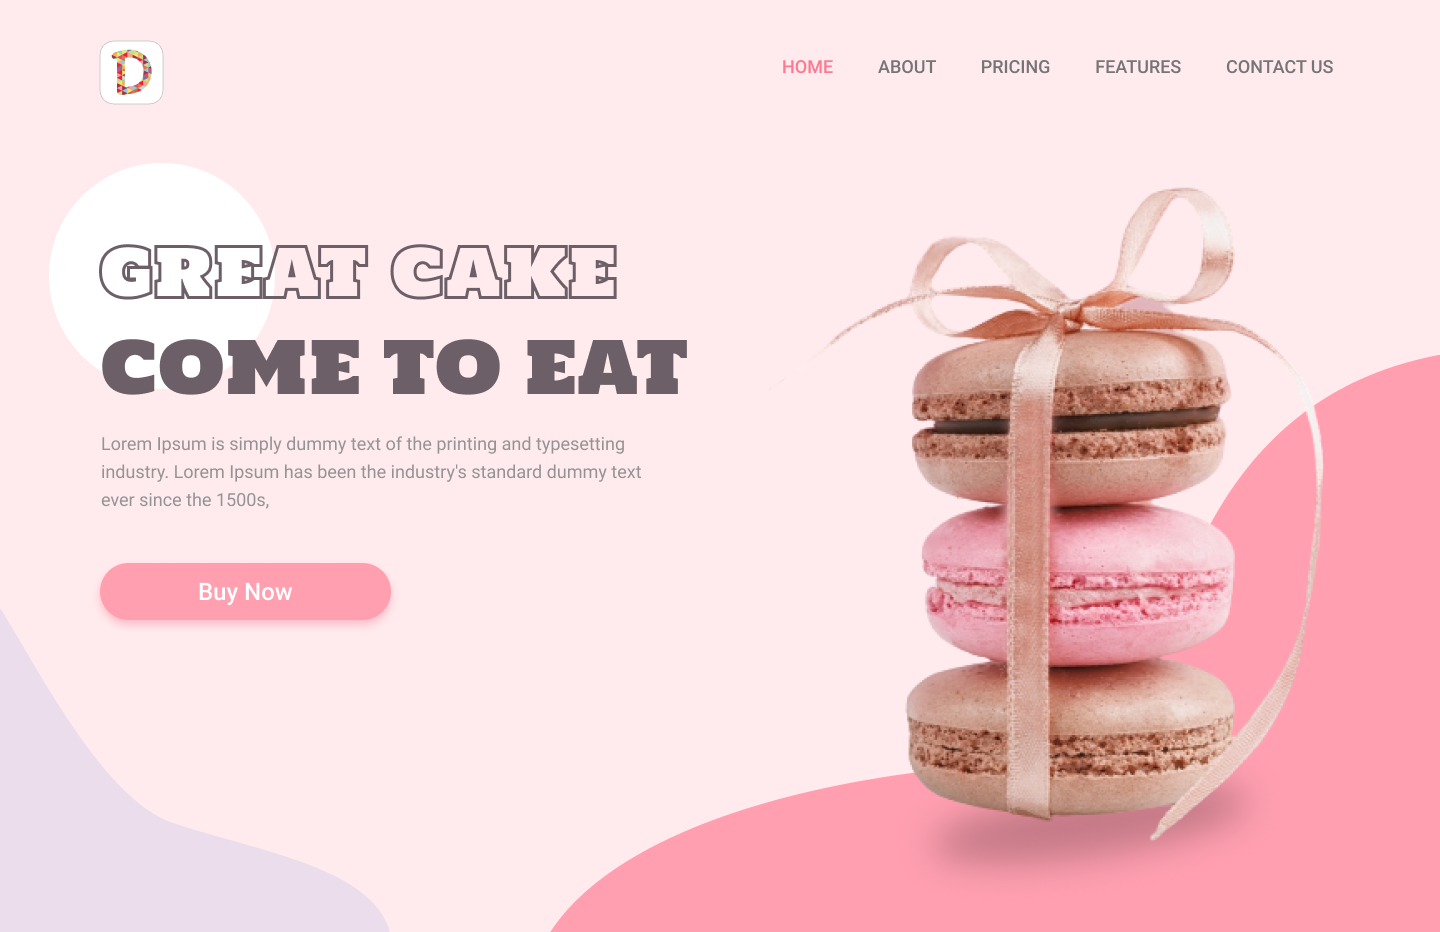 D
HOME ABOUT PRICING FEATURES CONTACT US
GREAT CAKE
COME TO EAT
Lorem Ipsum is simply dummy text of the printing and typesetting
industry. Lorem Ipsum has been the industry's standard dummy text
ever since the 1500s,
Buy Now